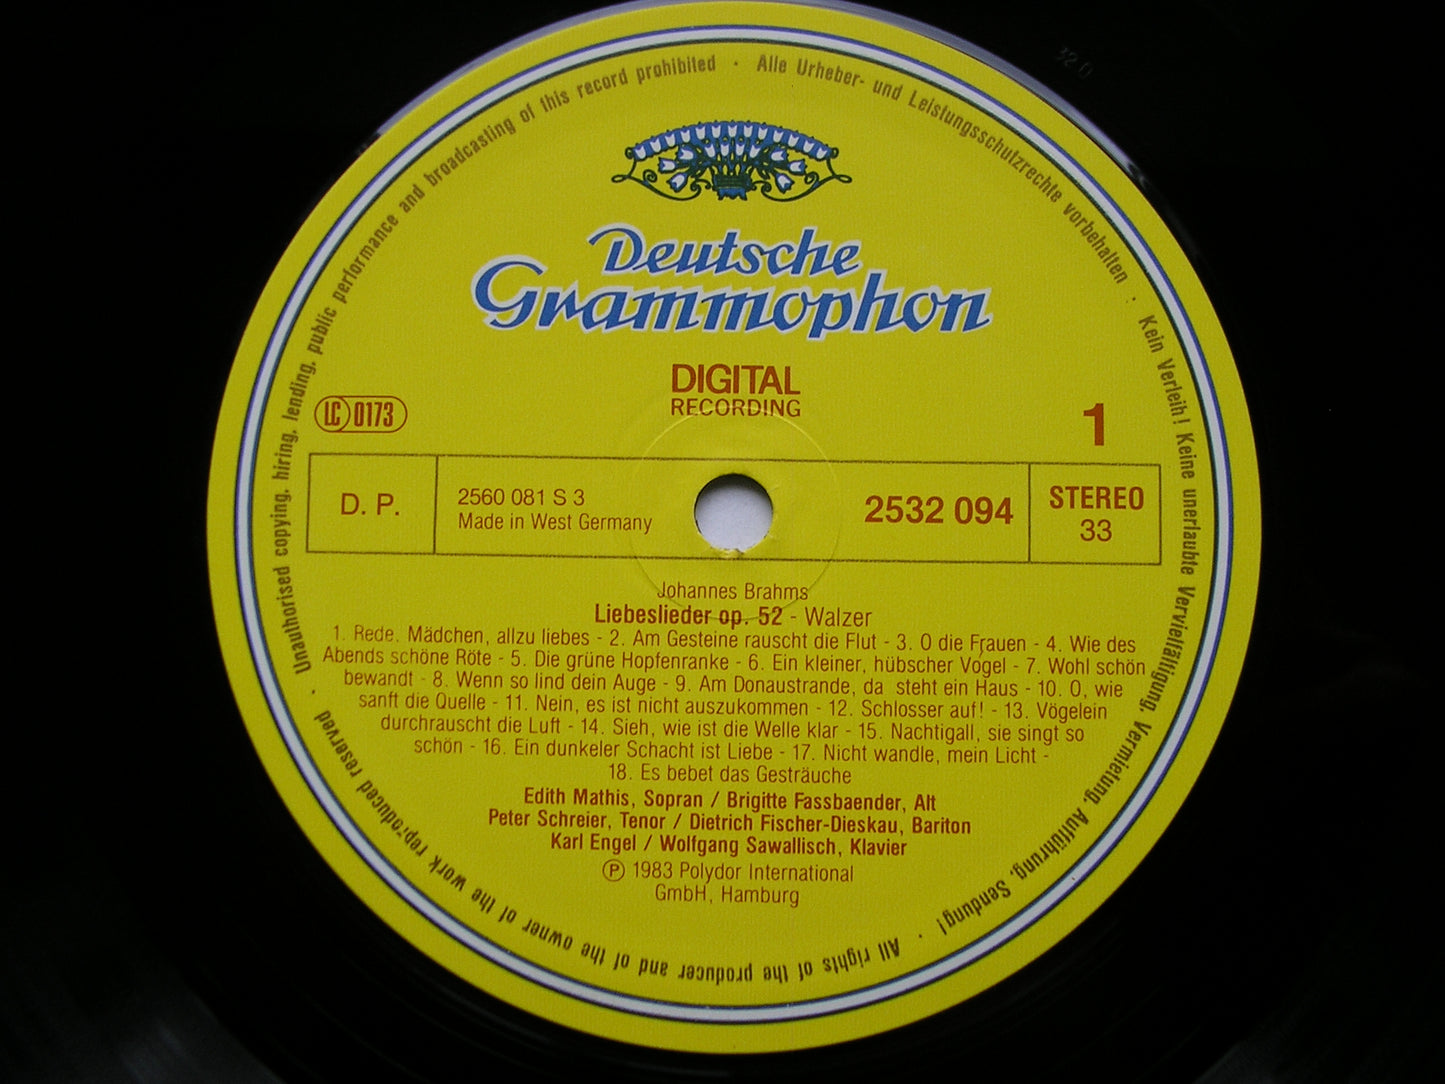 Unauthorised copying, hiring, lending, public performance and broadcasting of this record prohibited · Alle Urheber- und Leistungsschutzrechte vorbehalten · Kein Verleih! Keine unerlaubte Vervielfältigung, Vermietung, Aufführung, Sendung! · All rights of the producer and of the owner of the work reproduced reserved ·
Deutsche
Grammophon
DIGITAL
RECORDING
LC 0173
1
D. P.
2560 081 S 3
Made in West Germany
2532 094
STEREO
33
Johannes Brahms
Liebeslieder op. 52 - Walzer
1. Rede, Mädchen, allzu liebes - 2. Am Gesteine rauscht die Flut - 3. O die Frauen - 4. Wie des
Abends schöne Röte - 5. Die grüne Hopfenranke - 6. Ein kleiner, hübscher Vogel - 7. Wohl schön
bewandt - 8. Wenn so lind dein Auge - 9. Am Donaustrande, da steht ein Haus - 10. O, wie
sanft die Quelle - 11. Nein, es ist nicht auszukommen - 12. Schlosser auf! - 13. Vögelein
durchrauscht die Luft - 14. Sieh, wie ist die Welle klar - 15. Nachtigall, sie singt so
schön - 16. Ein dunkeler Schacht ist Liebe - 17. Nicht wandle, mein Licht -
18. Es bebet das Gesträuche
Edith Mathis, Sopran / Brigitte Fassbaender, Alt
Peter Schreier, Tenor / Dietrich Fischer-Dieskau, Bariton
Karl Engel / Wolfgang Sawallisch, Klavier
℗ 1983 Polydor International
GmbH, Hamburg